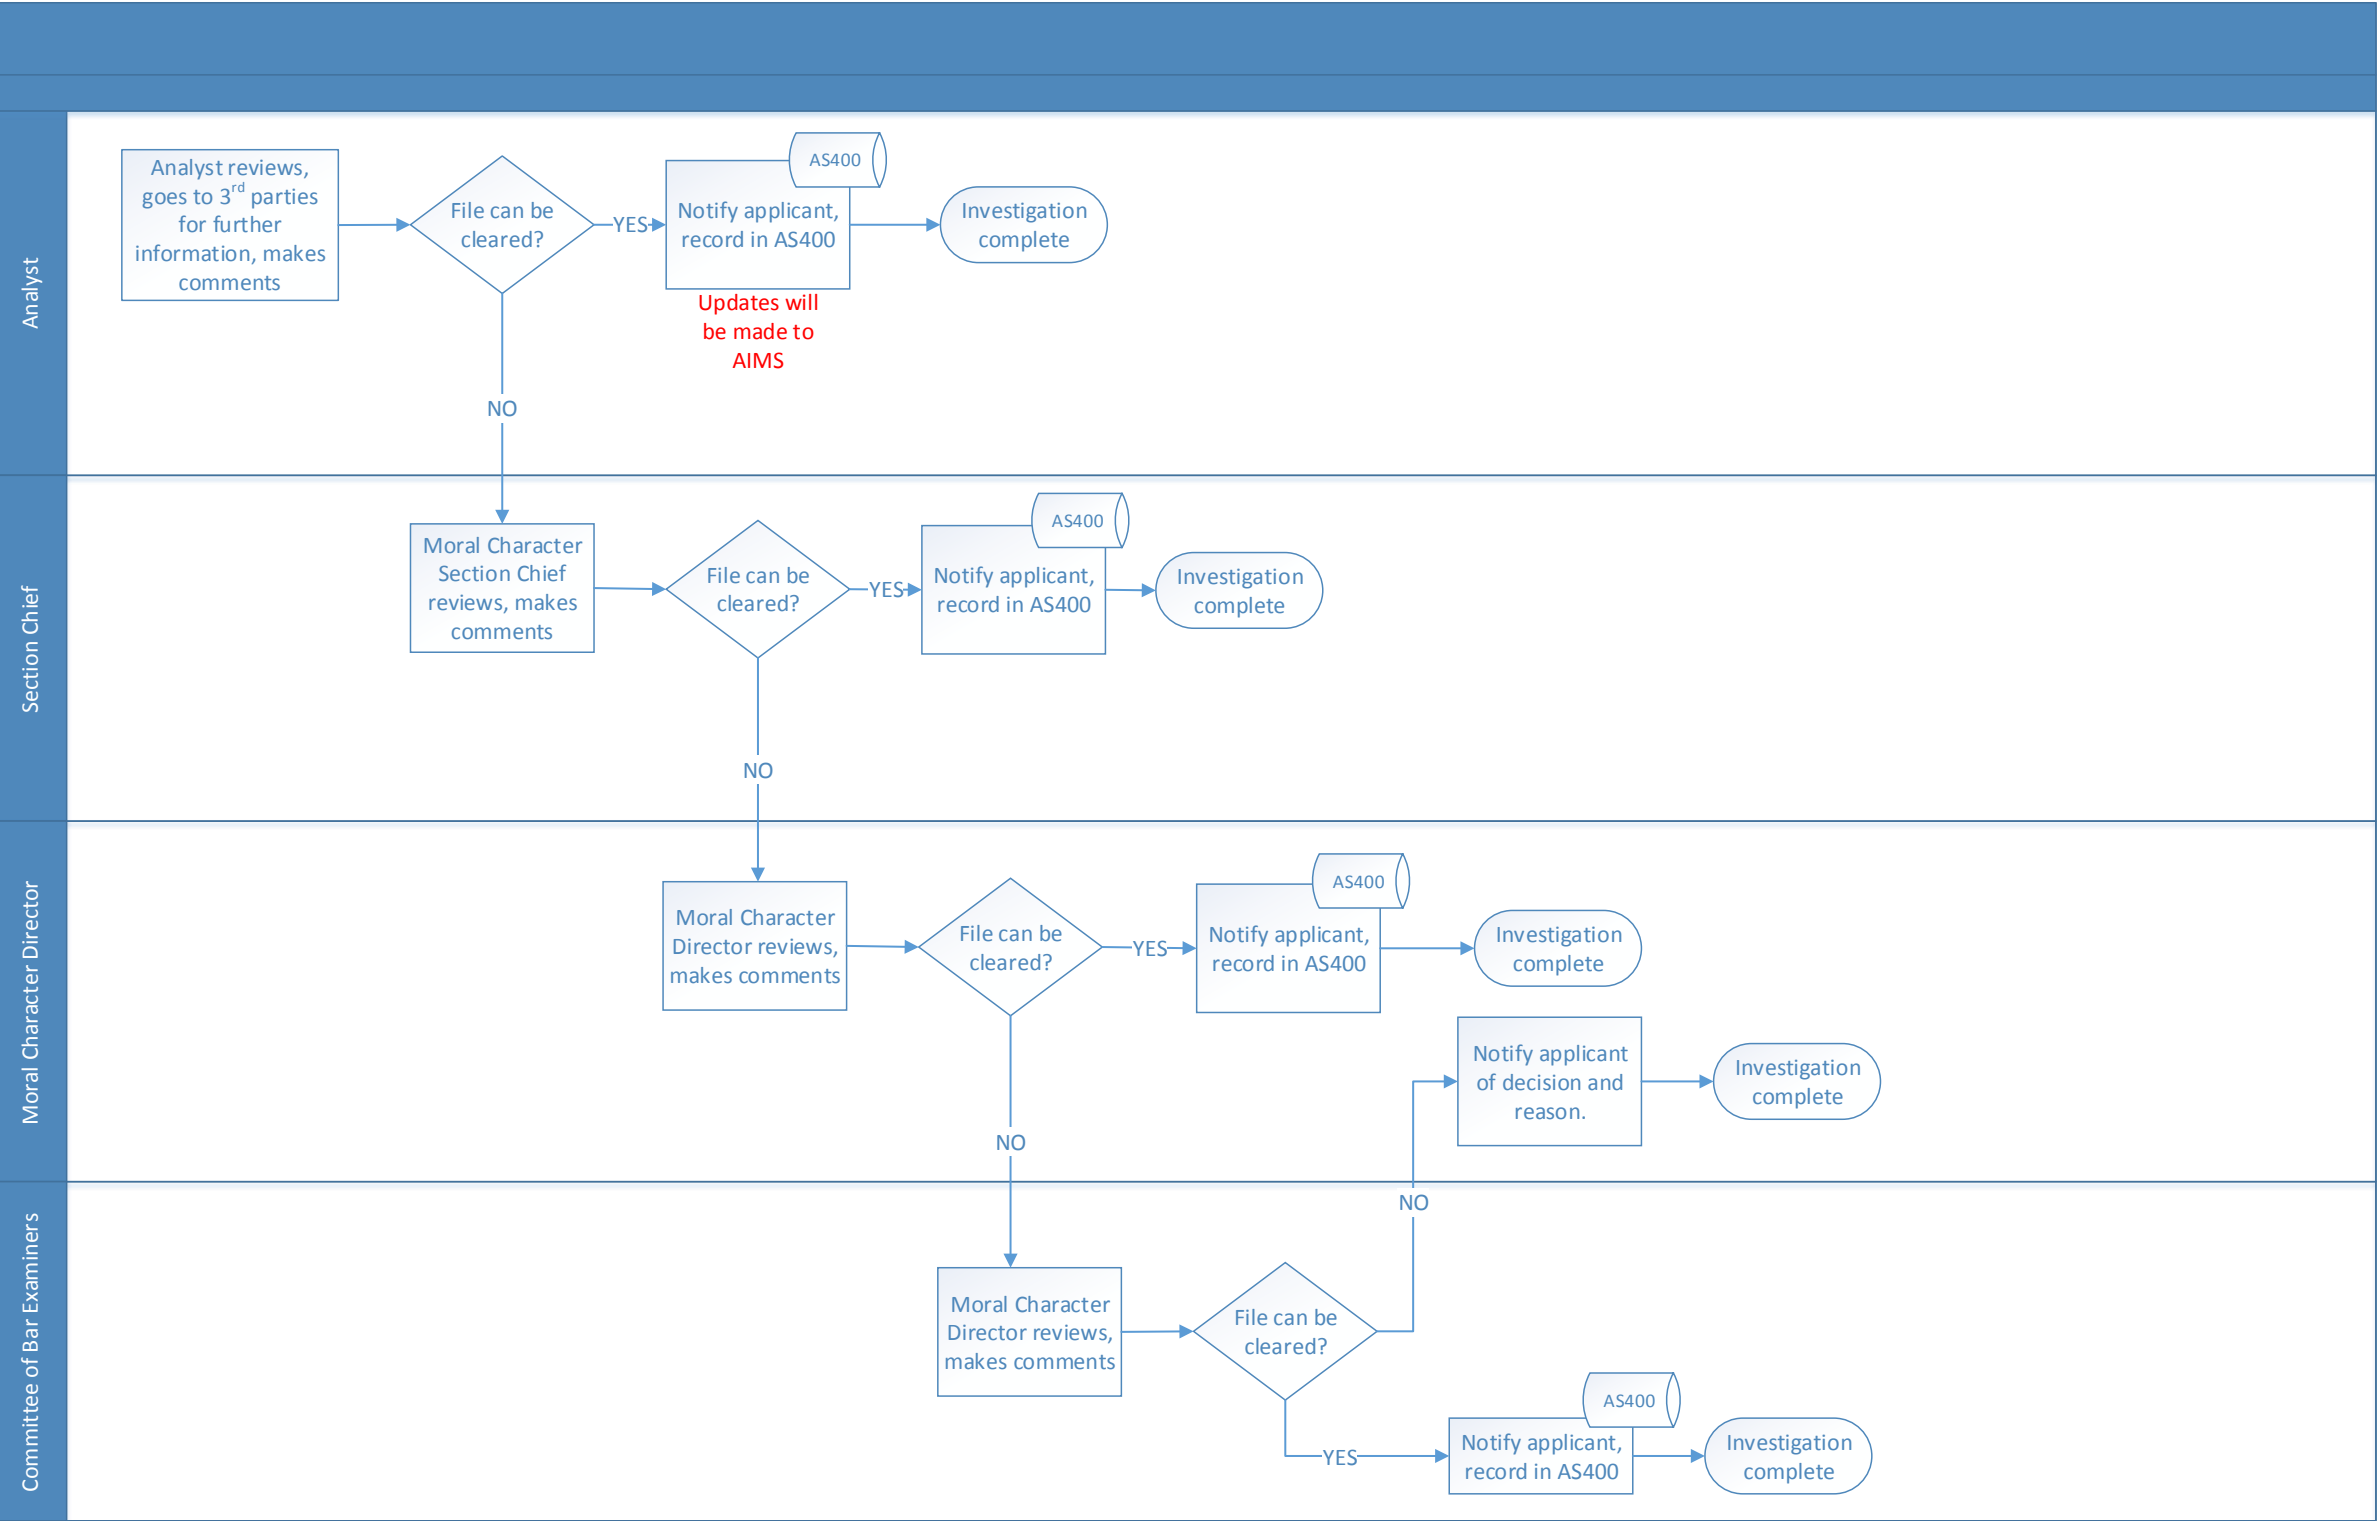 Analyst
Analyst reviews,
goes to 3rd parties
for further
information, makes
comments
File can be
cleared?
YES
AS400
Notify applicant,
record in AS400
Investigation
complete
Updates will
be made to
AIMS
NO
Section Chief
Moral Character
Section Chief
reviews, makes
comments
File can be
cleared?
YES
AS400
Notify applicant,
record in AS400
Investigation
complete
NO
Moral Character Director
Moral Character
Director reviews,
makes comments
File can be
cleared?
YES
AS400
Notify applicant,
record in AS400
Investigation
complete
Notify applicant
of decision and
reason.
Investigation
complete
NO
NO
Committee of Bar Examiners
Moral Character
Director reviews,
makes comments
File can be
cleared?
YES
AS400
Notify applicant,
record in AS400
Investigation
complete